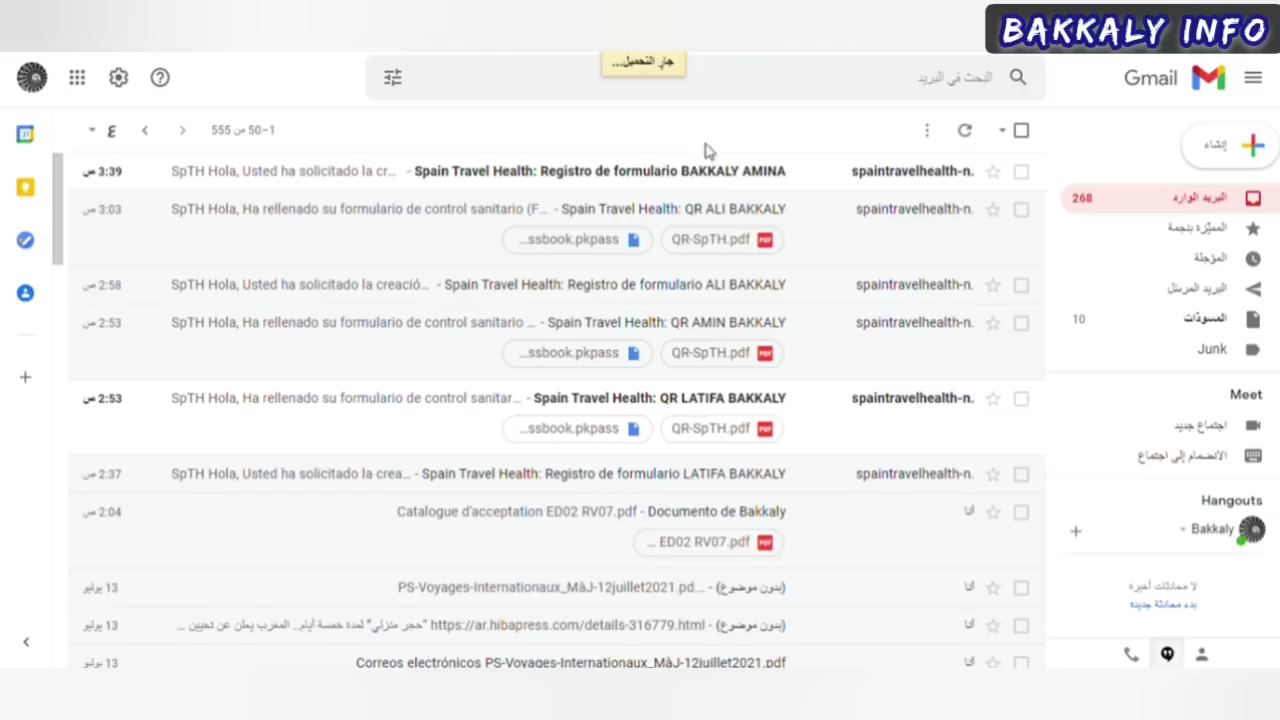 BAKKALY INFO
جارٍ التحميل...
Gmail
البحث في البريد
1–50 من 555
ع
إنشاء
البريد الوارد 268
المميّزة بنجمة
المؤجلة
البريد المرسَل
المسودّات 10
Junk
Meet
اجتماع جديد
الانضمام إلى اجتماع
Hangouts
Bakkaly
لا محادثات أخيرة
بدء محادثة جديدة
spaintravelhealth-n. Spain Travel Health: Registro de formulario BAKKALY AMINA - SpTH Hola, Usted ha solicitado la cr... 3:39 ص
spaintravelhealth-n. Spain Travel Health: QR ALI BAKKALY - SpTH Hola, Ha rellenado su formulario de control sanitario (F... 3:03 ص
QR-SpTH.pdf ...ssbook.pkpass
spaintravelhealth-n. Spain Travel Health: Registro de formulario ALI BAKKALY - SpTH Hola, Usted ha solicitado la creació... 2:58 ص
spaintravelhealth-n. Spain Travel Health: QR AMIN BAKKALY - SpTH Hola, Ha rellenado su formulario de control sanitario ... 2:53 ص
QR-SpTH.pdf ...ssbook.pkpass
spaintravelhealth-n. Spain Travel Health: QR LATIFA BAKKALY - SpTH Hola, Ha rellenado su formulario de control sanitar... 2:53 ص
QR-SpTH.pdf ...ssbook.pkpass
spaintravelhealth-n. Spain Travel Health: Registro de formulario LATIFA BAKKALY - SpTH Hola, Usted ha solicitado la crea... 2:37 ص
أنا Catalogue d'acceptation ED02 RV07.pdf - Documento de Bakkaly 2:04 ص
... ED02 RV07.pdf
أنا (بدون موضوع) - PS-Voyages-Internationaux_MàJ-12juillet2021.pd... 13 يوليو
أنا (بدون موضوع) - https://ar.hibapress.com/details-316779.html "حجر منزلي" لمدة خمسة أيام.. المغرب يعلن عن تحيين ... 13 يوليو
أنا Correos electrónicos PS-Voyages-Internationaux_MàJ-12juillet2021.pdf 13 يوليو